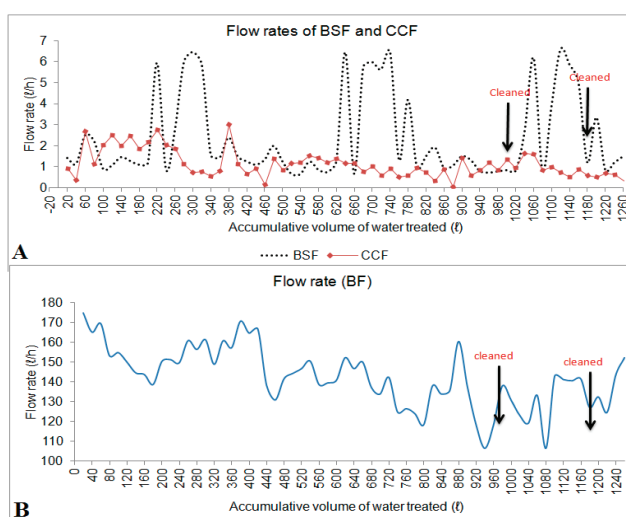 Flow rates of BSF and CCF
7
6
5
4
3
2
1
0
Flow rate (ℓ/h)
Cleaned
Cleaned
-20 20 60 100 140 180 220 260 300 340 380 420 460 500 540 580 620 660 700 740 780 820 860 900 940 980 1020 1060 1100 1140 1180 1220 1260
Accumulative volume of water treated (ℓ)
A
BSF CCF
Flow rate (BF)
180
170
160
150
140
130
120
110
100
Flow rate (ℓ/h)
cleaned
cleaned
0 40 80 120 160 200 240 280 320 360 400 440 480 520 560 600 640 680 720 760 800 840 880 920 960 1000 1040 1080 1120 1160 1200 1240
Accumulative volume of water treated (ℓ)
B